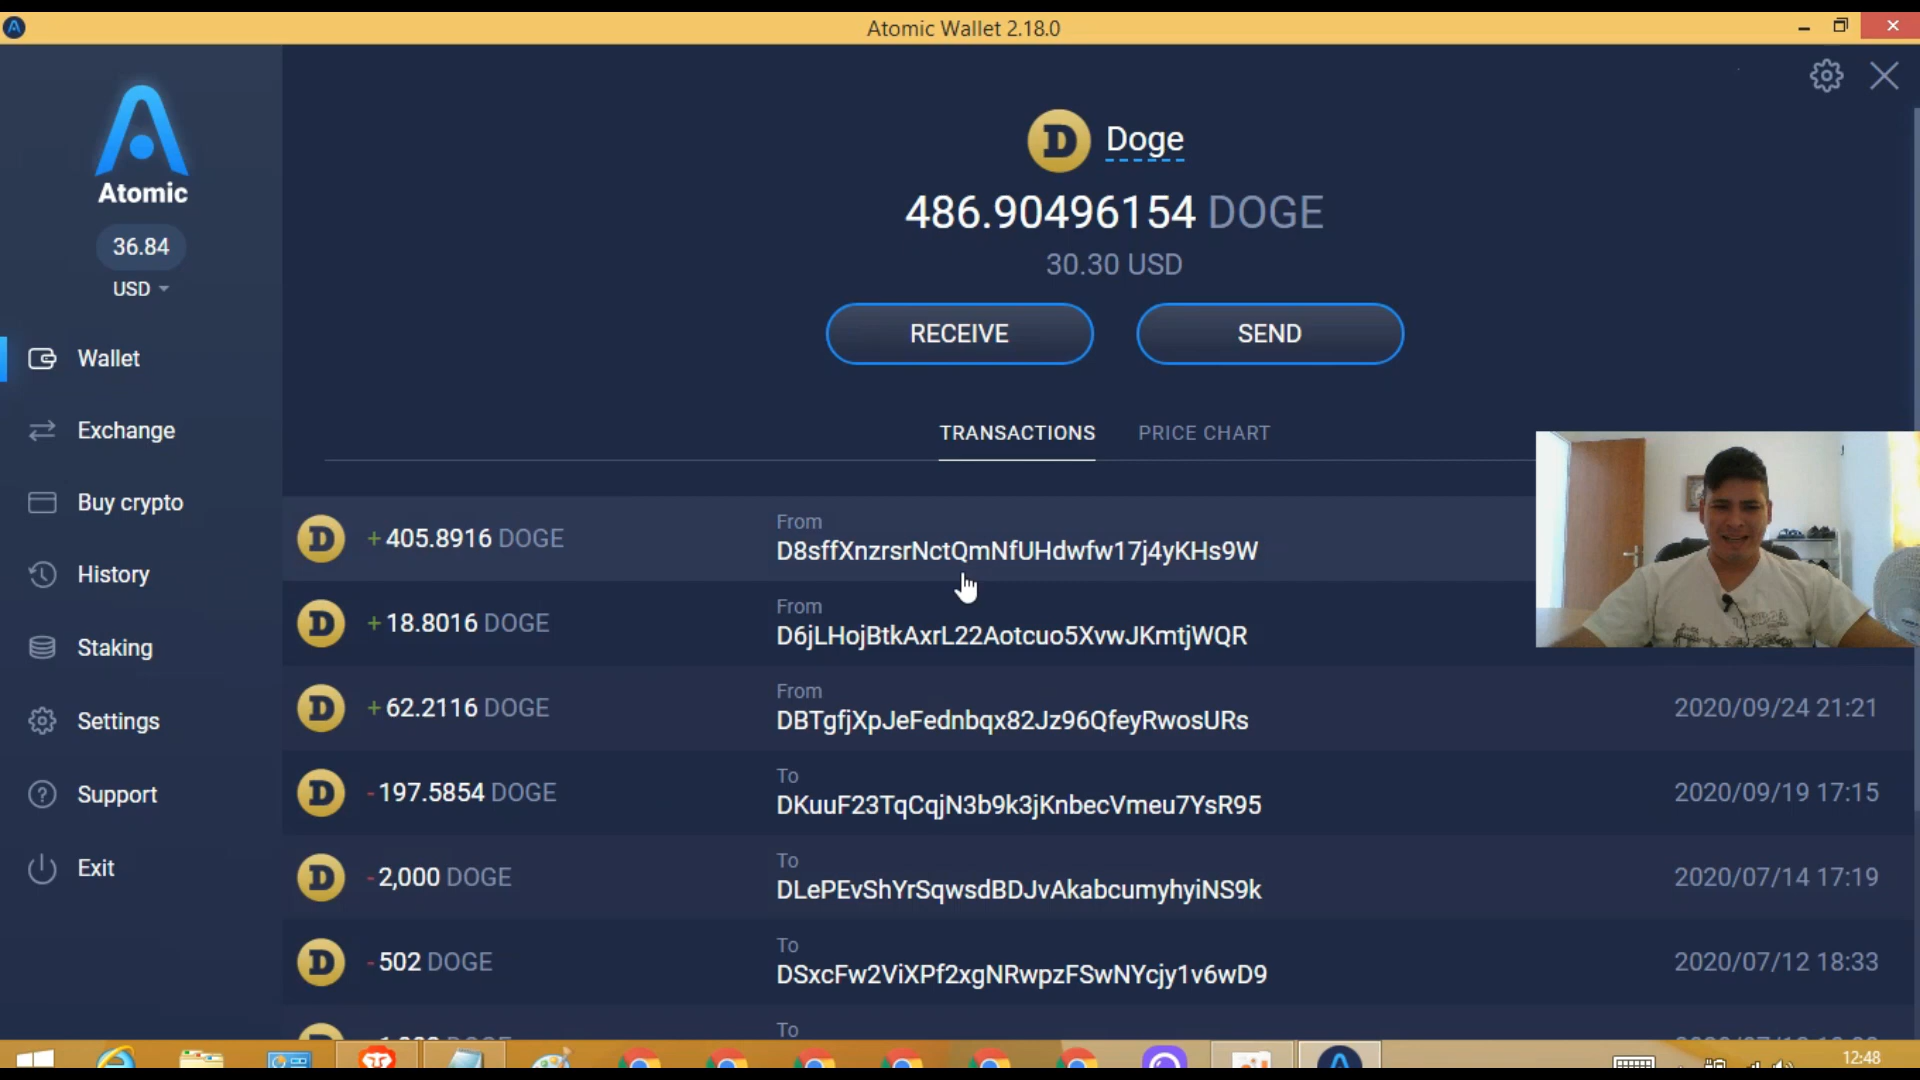 Atomic Wallet 2.18.0
Atomic
36.84
USD
Wallet
Exchange
Buy crypto
History
Staking
Settings
Support
Exit
Doge
486.90496154 DOGE
30.30 USD
RECEIVE SEND
TRANSACTIONS PRICE CHART
+ 405.8916 DOGE From
D8sffXnzrsrNctQmNfUHdwfw17j4yKHs9W
+ 18.8016 DOGE From
D6jLHojBtkAxrL22Aotcuo5XvwJKmtjWQR
+ 62.2116 DOGE From
DBTgfjXpJeFednbqx82Jz96QfeyRwosURs 2020/09/24 21:21
- 197.5854 DOGE To
DKuuF23TqCqjN3b9k3jKnbecVmeu7YsR95 2020/09/19 17:15
- 2,000 DOGE To
DLePEvShYrSqwsdBDJvAkabcumyhyiNS9k 2020/07/14 17:19
- 502 DOGE To
DSxcFw2ViXPf2xgNRwpzFSwNYcjy1v6wD9 2020/07/12 18:33
To
12:48